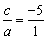 c/a = -5/1